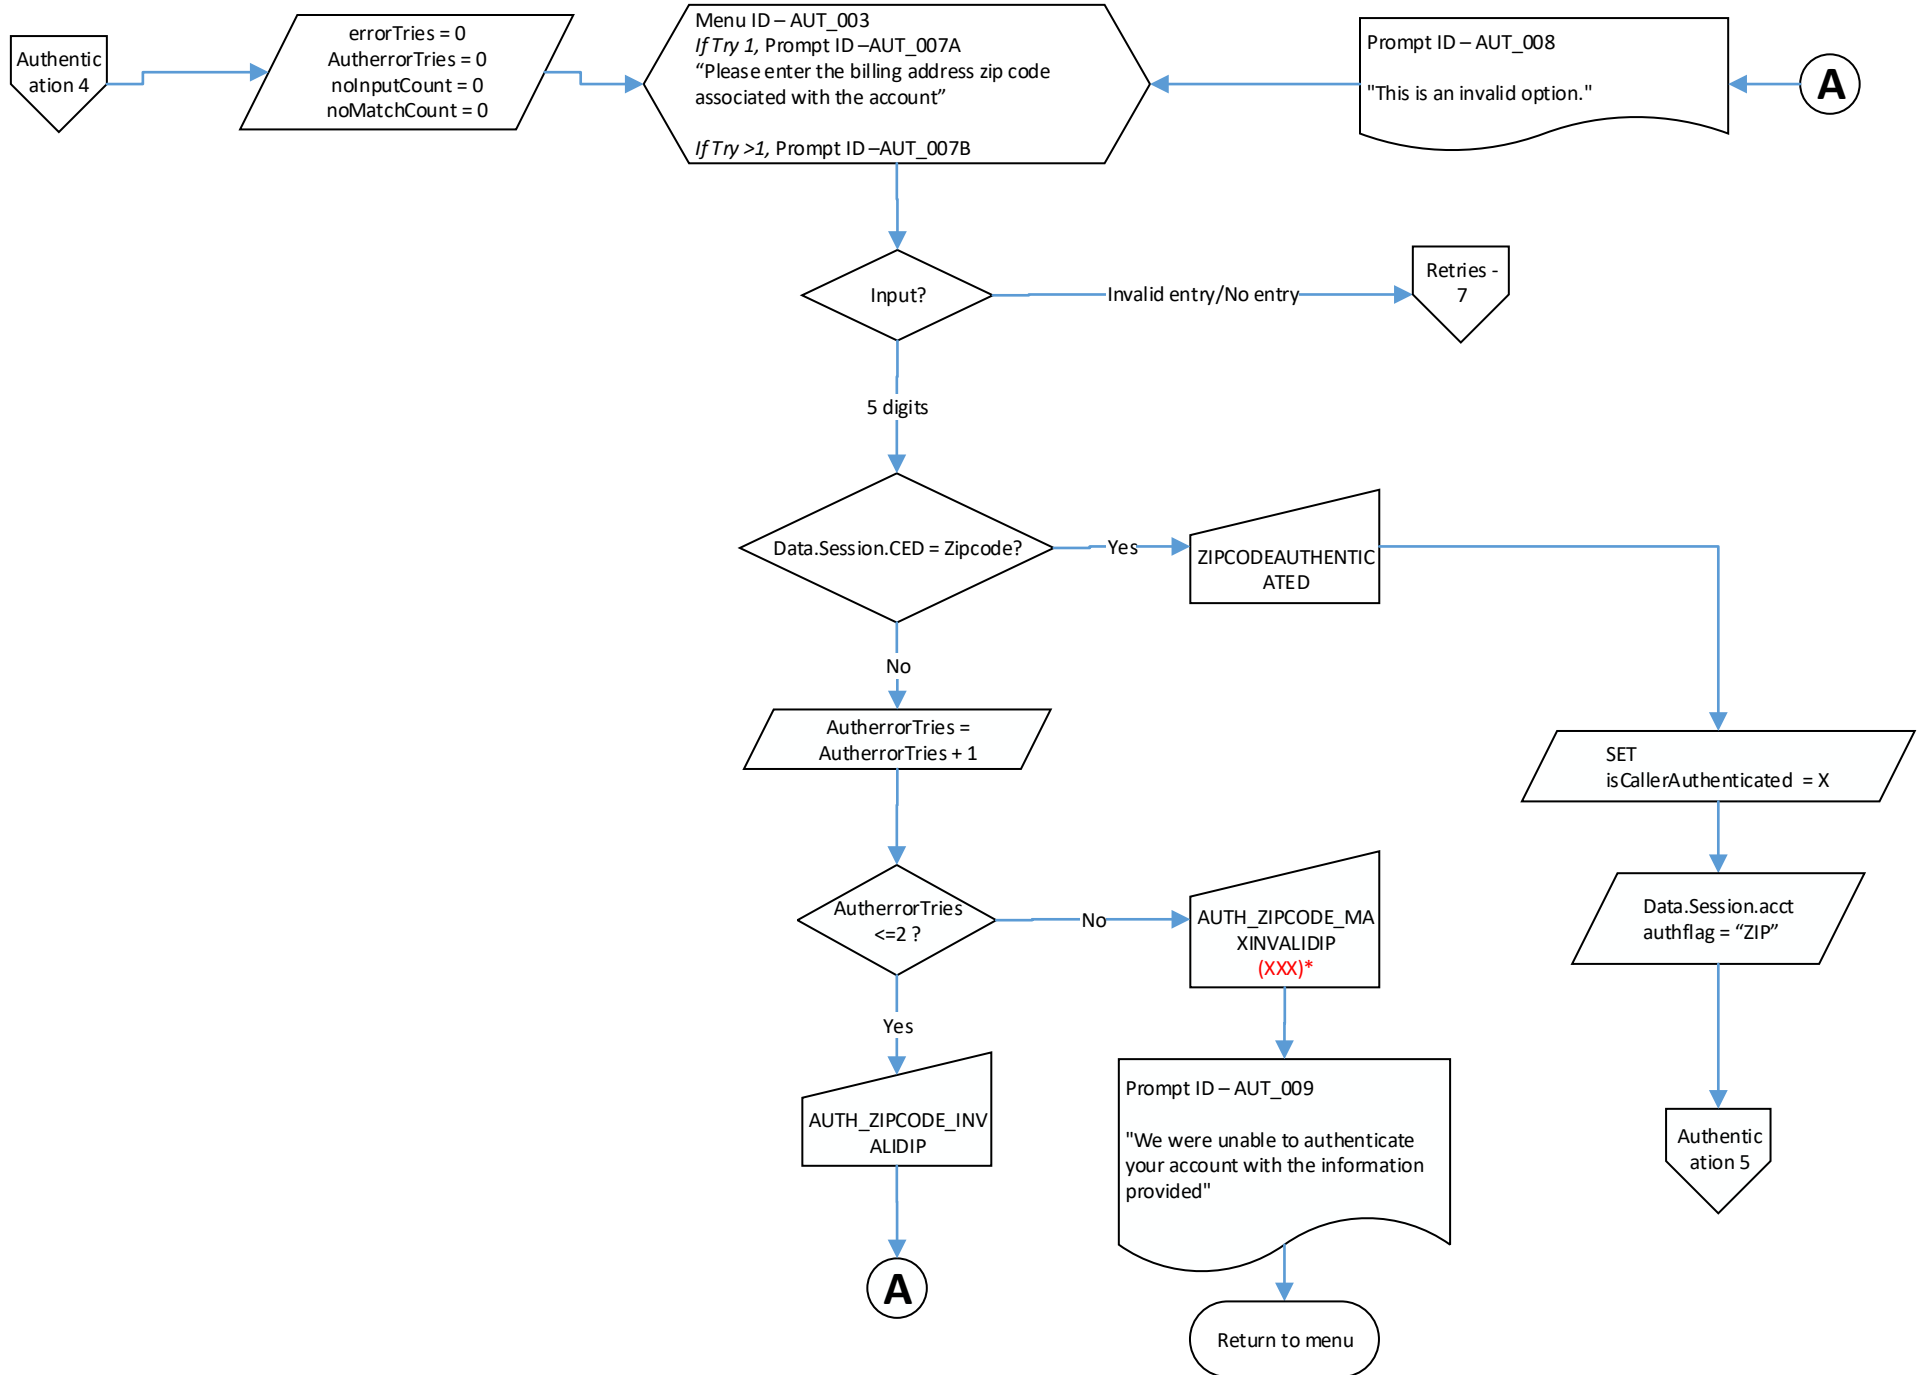 Authentic
ation 4
errorTries = 0
AutherrorTries = 0
noInputCount = 0
noMatchCount = 0
Menu ID – AUT_003
If Try 1, Prompt ID –AUT_007A
“Please enter the billing address zip code
associated with the account”
If Try >1, Prompt ID –AUT_007B
Prompt ID – AUT_008
"This is an invalid option."
A
Input?
Invalid entry/No entry
Retries -
7
5 digits
Data.Session.CED = Zipcode?
Yes
ZIPCODEAUTHENTIC
ATED
No
AutherrorTries =
AutherrorTries + 1
SET
isCallerAuthenticated = X
AutherrorTries
<=2 ?
No
AUTH_ZIPCODE_MA
XINVALIDIP
(XXX)*
Data.Session.acct
authflag = “ZIP”
Yes
AUTH_ZIPCODE_INV
ALIDIP
Prompt ID – AUT_009
"We were unable to authenticate
your account with the information
provided"
Authentic
ation 5
A
Return to menu